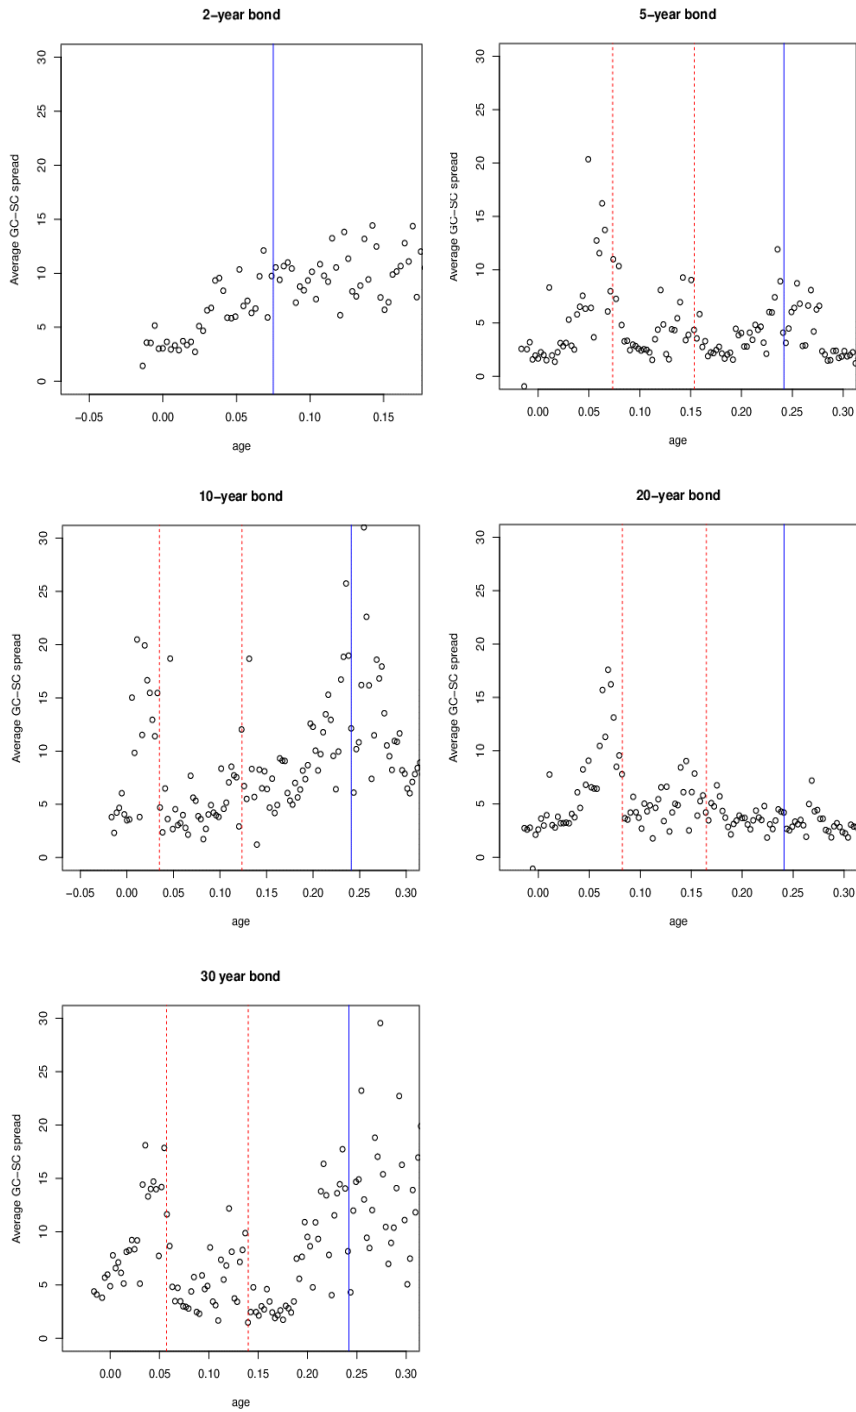 2−year bond
30
25
20
15
10
5
0
Average GC−SC spread
−0.05 0.00 0.05 0.10 0.15
age
5−year bond
30
25
20
15
10
5
0
Average GC−SC spread
0.00 0.05 0.10 0.15 0.20 0.25 0.30
age
10−year bond
30
25
20
15
10
5
0
Average GC−SC spread
−0.05 0.00 0.05 0.10 0.15 0.20 0.25 0.30
age
20−year bond
30
25
20
15
10
5
0
Average GC−SC spread
0.00 0.05 0.10 0.15 0.20 0.25 0.30
age
30 year bond
30
25
20
15
10
5
0
Average GC−SC spread
0.00 0.05 0.10 0.15 0.20 0.25 0.30
age